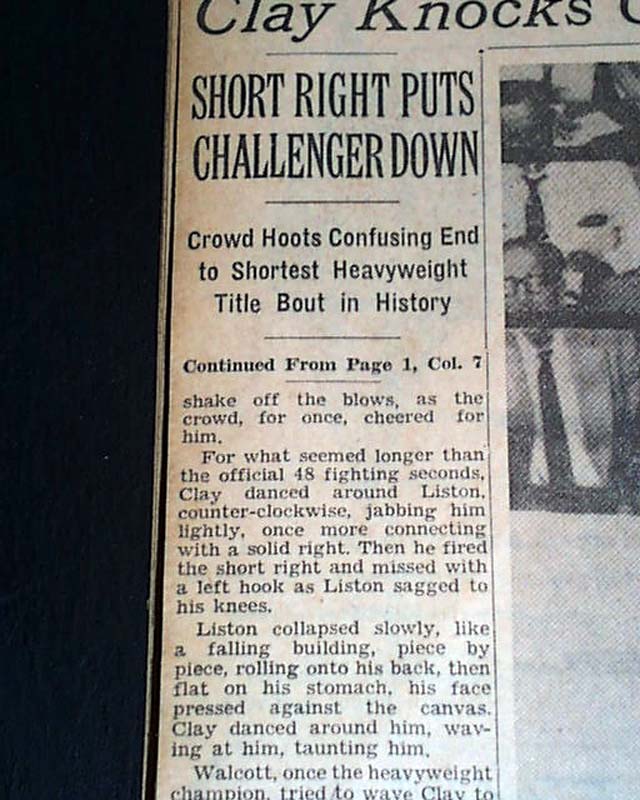 Clay Knocks
SHORT RIGHT PUTS
CHALLENGER DOWN
Crowd Hoots Confusing End
to Shortest Heavyweight
Title Bout in History
Continued From Page 1, Col. 7
shake off the blows, as the
crowd, for once, cheered for
him.
For what seemed longer than
the official 48 fighting seconds,
Clay danced around Liston,
counter-clockwise, jabbing him
lightly, once more connecting
with a solid right. Then he fired
the short right and missed with
a left hook as Liston sagged to
his knees.
Liston collapsed slowly, like
a falling building, piece by
piece, rolling onto his back, then
flat on his stomach, his face
pressed against the canvas.
Clay danced around him, wav-
ing at him, taunting him.
Walcott, once the heavyweight
champion, tried to wave Clay to